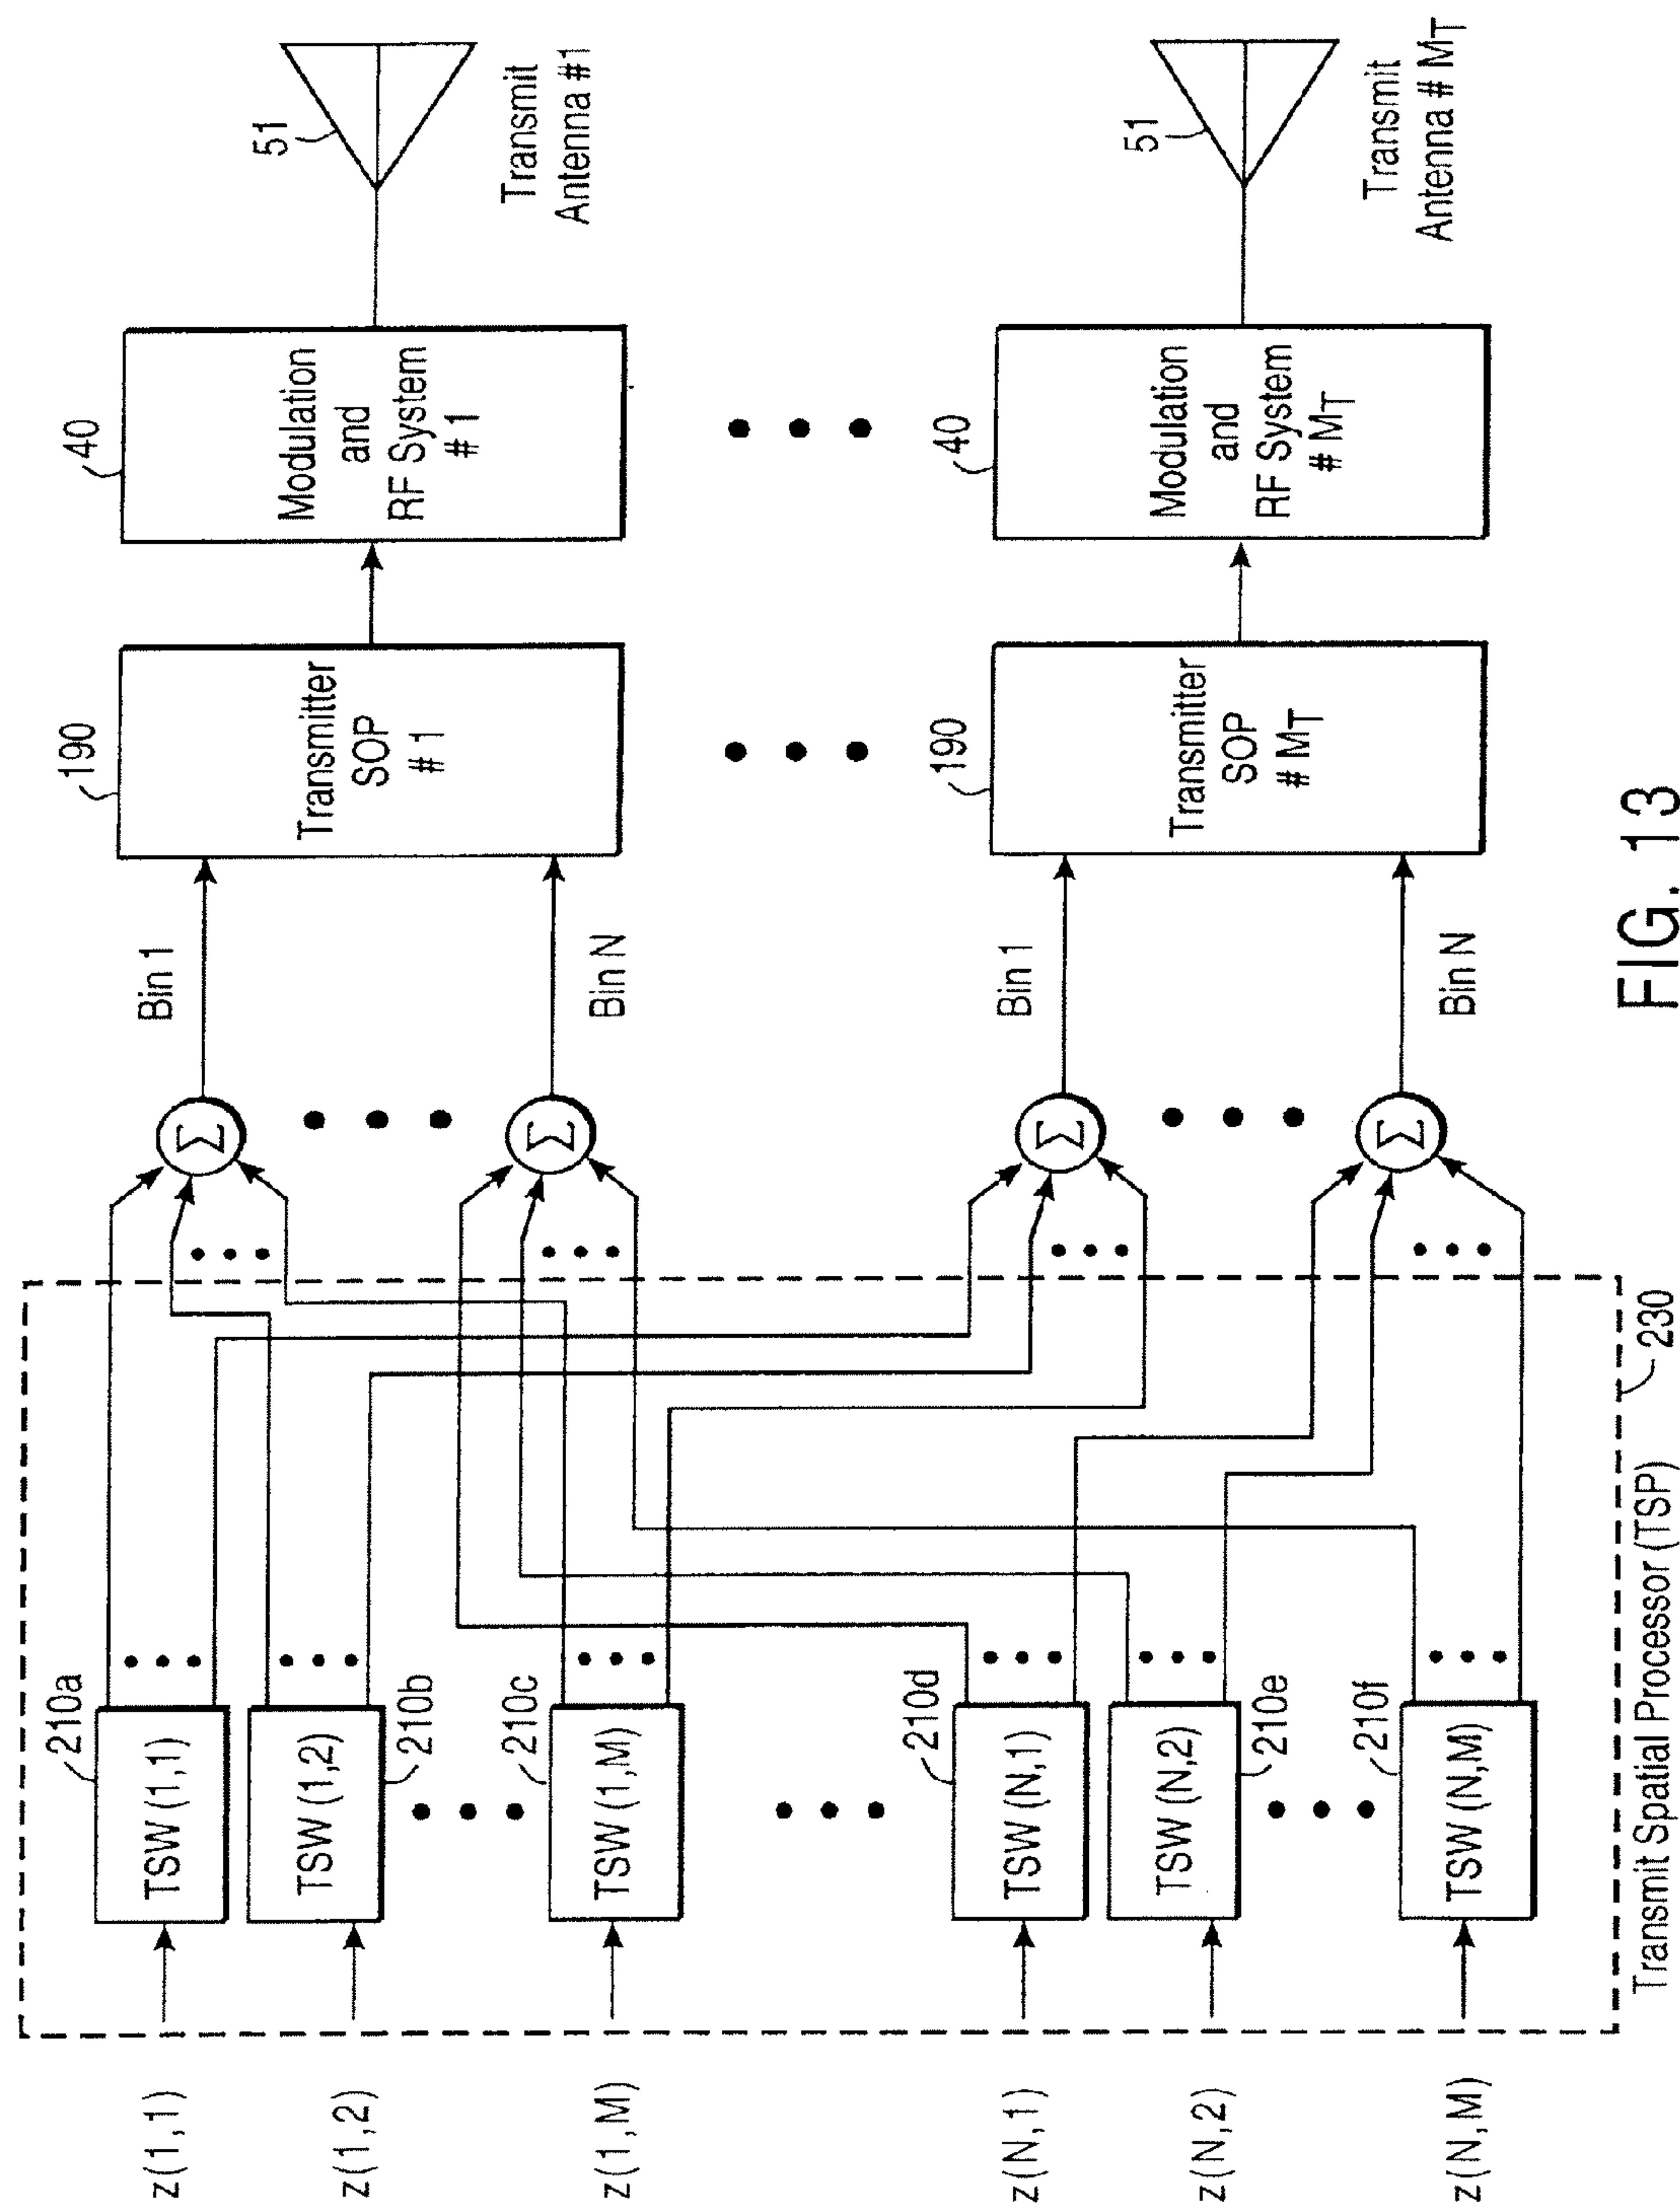 z(1,1)
z(1,2)
z(1,M)
z(N,1)
z(N,2)
z(N,M)
210a
TSW (1,1)
TSW (1,2)
210b
210c
TSW (1,M)
210d
TSW (N,1)
TSW (N,2)
210e
210f
TSW (N,M)
Transmit Spatial Processor (TSP)
230
Σ
Σ
Σ
Σ
Bin 1
Bin N
Bin 1
Bin N
190
Transmitter
SOP
# 1
190
Transmitter
SOP
# MT
40
Modulation
and
RF System
# 1
40
Modulation
and
RF System
# MT
51
Transmit
Antenna #1
51
Transmit
Antenna # MT
FIG. 13